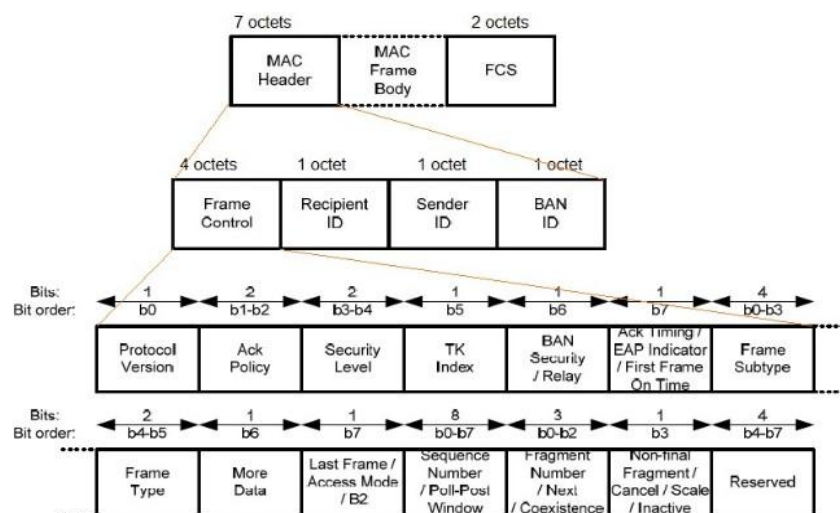 7 octets
2 octets
MAC
Header
MAC
Frame
Body
FCS
4 octets
1 octet
1 octet
1 octet
Frame
Control
Recipient
ID
Sender
ID
BAN
ID
Bits: 1 2 2 1 1 1 4
Bit order: b0 b1-b2 b3-b4 b5 b6 b7 b0-b3
Protocol
Version
Ack
Policy
Security
Level
TK
Index
BAN
Security
/ Relay
Ack Timing /
EAP Indicator
/ First Frame
On Time
Frame
Subtype
Bits: 2 1 1 8 3 1 4
Bit order: b4-b5 b6 b7 b0-b7 b0-b2 b3 b4-b7
Frame
Type
More
Data
Last Frame /
Access Mode
/ B2
Sequence
Number
/ Poll-Post
Window
Fragment
Number
/ Next
/ Coexistence
Non-final
Fragment /
Cancel / Scale
/ Inactive
Reserved